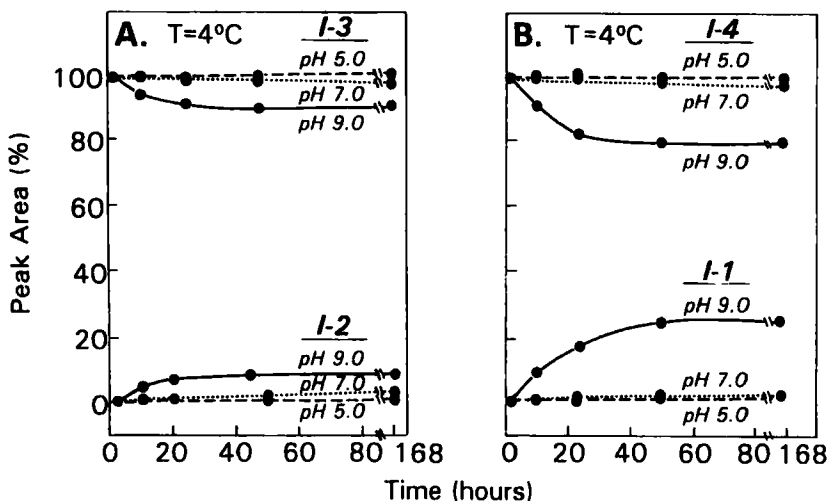 A. T=4°C I-3
pH 5.0
pH 7.0
pH 9.0
I-2
pH 9.0
pH 7.0
pH 5.0
B. T=4°C I-4
pH 5.0
pH 7.0
pH 9.0
I-1
pH 9.0
pH 7.0
pH 5.0
Peak Area (%)
100
80
60
40
20
0
0 20 40 60 80 168
0 20 40 60 80 168
Time (hours)